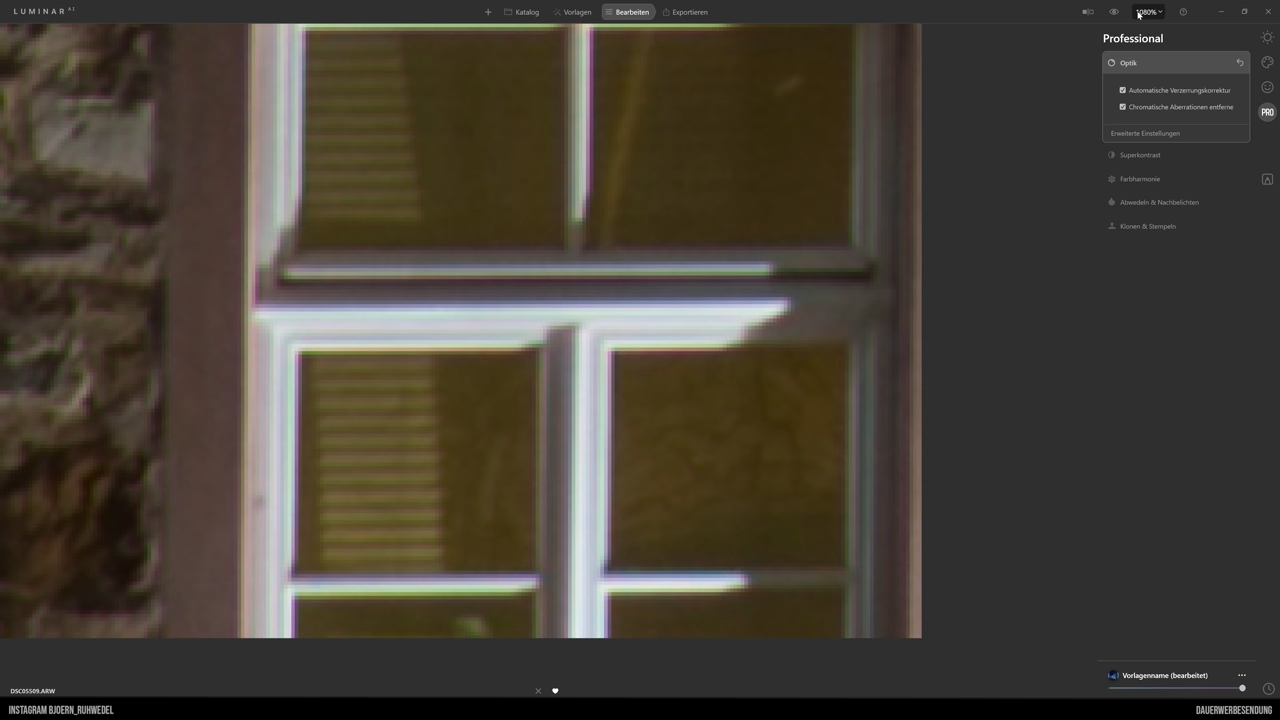 LUMINAR AI
Katalog
Vorlagen
Bearbeiten
Exportieren
1080%
Professional
Optik
Automatische Verzerrungskorrektur
Chromatische Aberrationen entferne
Erweiterte Einstellungen
PRO
Superkontrast
Farbharmonie
Abwedeln & Nachbelichten
Klonen & Stempeln
Vorlagenname (bearbeitet)
DSC05509.ARW
INSTAGRAM BJOERN_RUHWEDEL
DAUERWERBESENDUNG